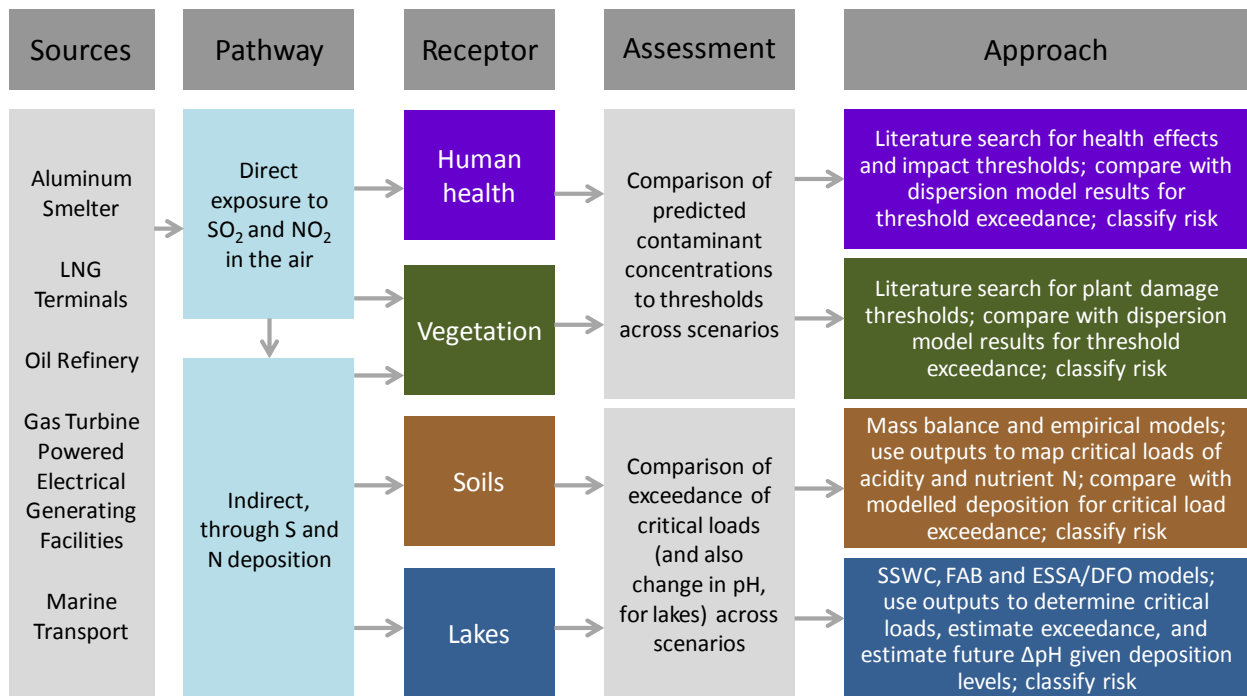 Sources
Pathway
Receptor
Assessment
Approach
Aluminum
Smelter
LNG
Terminals
Oil Refinery
Gas Turbine
Powered
Electrical
Generating
Facilities
Marine
Transport
Direct
exposure to
SO₂ and NO₂
in the air
Indirect,
through S and
N deposition
Human
health
Vegetation
Soils
Lakes
Comparison of
predicted
contaminant
concentrations
to thresholds
across scenarios
Comparison of
exceedance of
critical loads
(and also
change in pH,
for lakes) across
scenarios
Literature search for health effects
and impact thresholds; compare with
dispersion model results for
threshold exceedance; classify risk
Literature search for plant damage
thresholds; compare with dispersion
model results for threshold
exceedance; classify risk
Mass balance and empirical models;
use outputs to map critical loads of
acidity and nutrient N; compare with
modelled deposition for critical load
exceedance; classify risk
SSWC, FAB and ESSA/DFO models;
use outputs to determine critical
loads, estimate exceedance, and
estimate future ΔpH given deposition
levels; classify risk